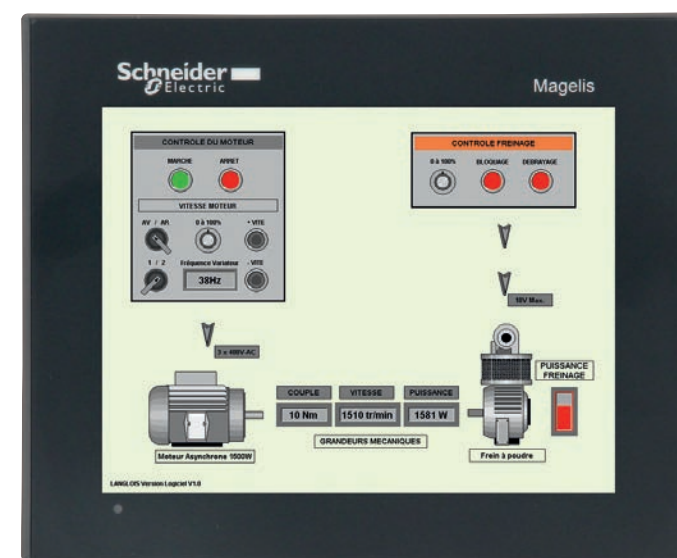 Schneider
Electric
Magelis
CONTROLE DU MOTEUR
MARCHE ARRET
VITESSE MOTEUR
AV / AR 0 à 100% + VITE
1 / 2 Fréquence Variateur - VITE
38Hz
3 x 400V AC
CONTROLE FREINAGE
0 à 100% BLOQUAGE DEBRAYAGE
10V Max.
PUISSANCE
FREINAGE
COUPLE VITESSE PUISSANCE
10 Nm 1510 tr/min 1581 W
GRANDEURS MECANIQUES
Moteur Asynchrone 1500W
Frein à poudre
LANGLOIS Version Logiciel V1.0